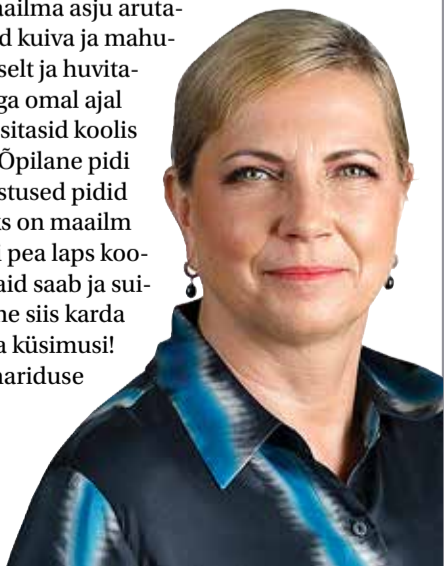 ailma asju aruta-
d kuiva ja mahu-
selt ja huvita-
ga omal ajal
sitasid koolis
Õpilane pidi
stused pidid
s on maailm
i pea laps koo-
aid saab ja sui-
ne siis karda
a küsimusi!
hariduse